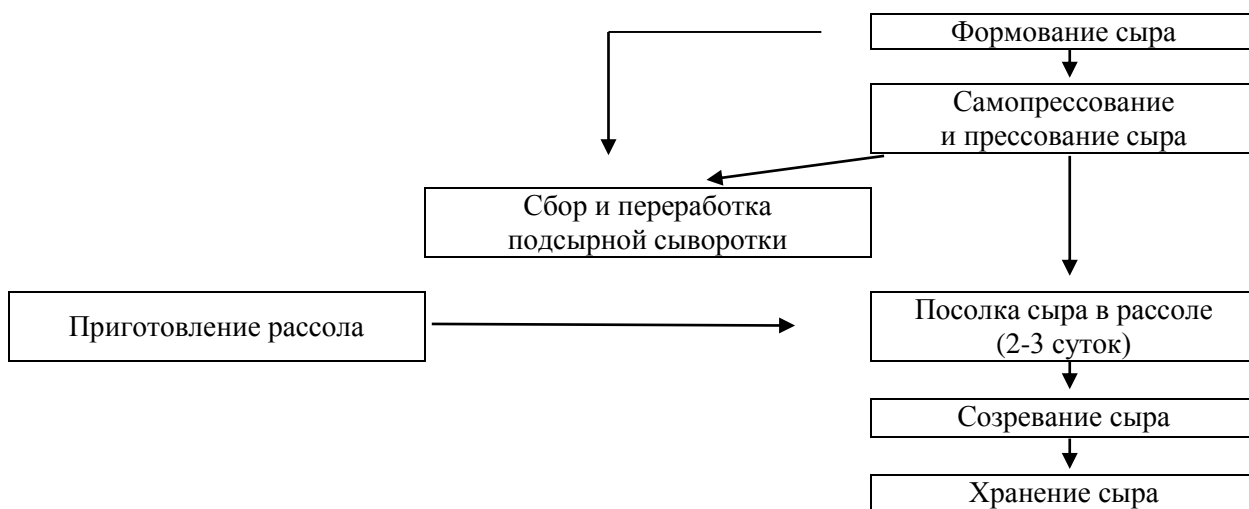 Формование сыра
Самопрессование
и прессование сыра
Сбор и переработка
подсырной сыворотки
Приготовление рассола
Посолка сыра в рассоле
(2-3 суток)
Созревание сыра
Хранение сыра